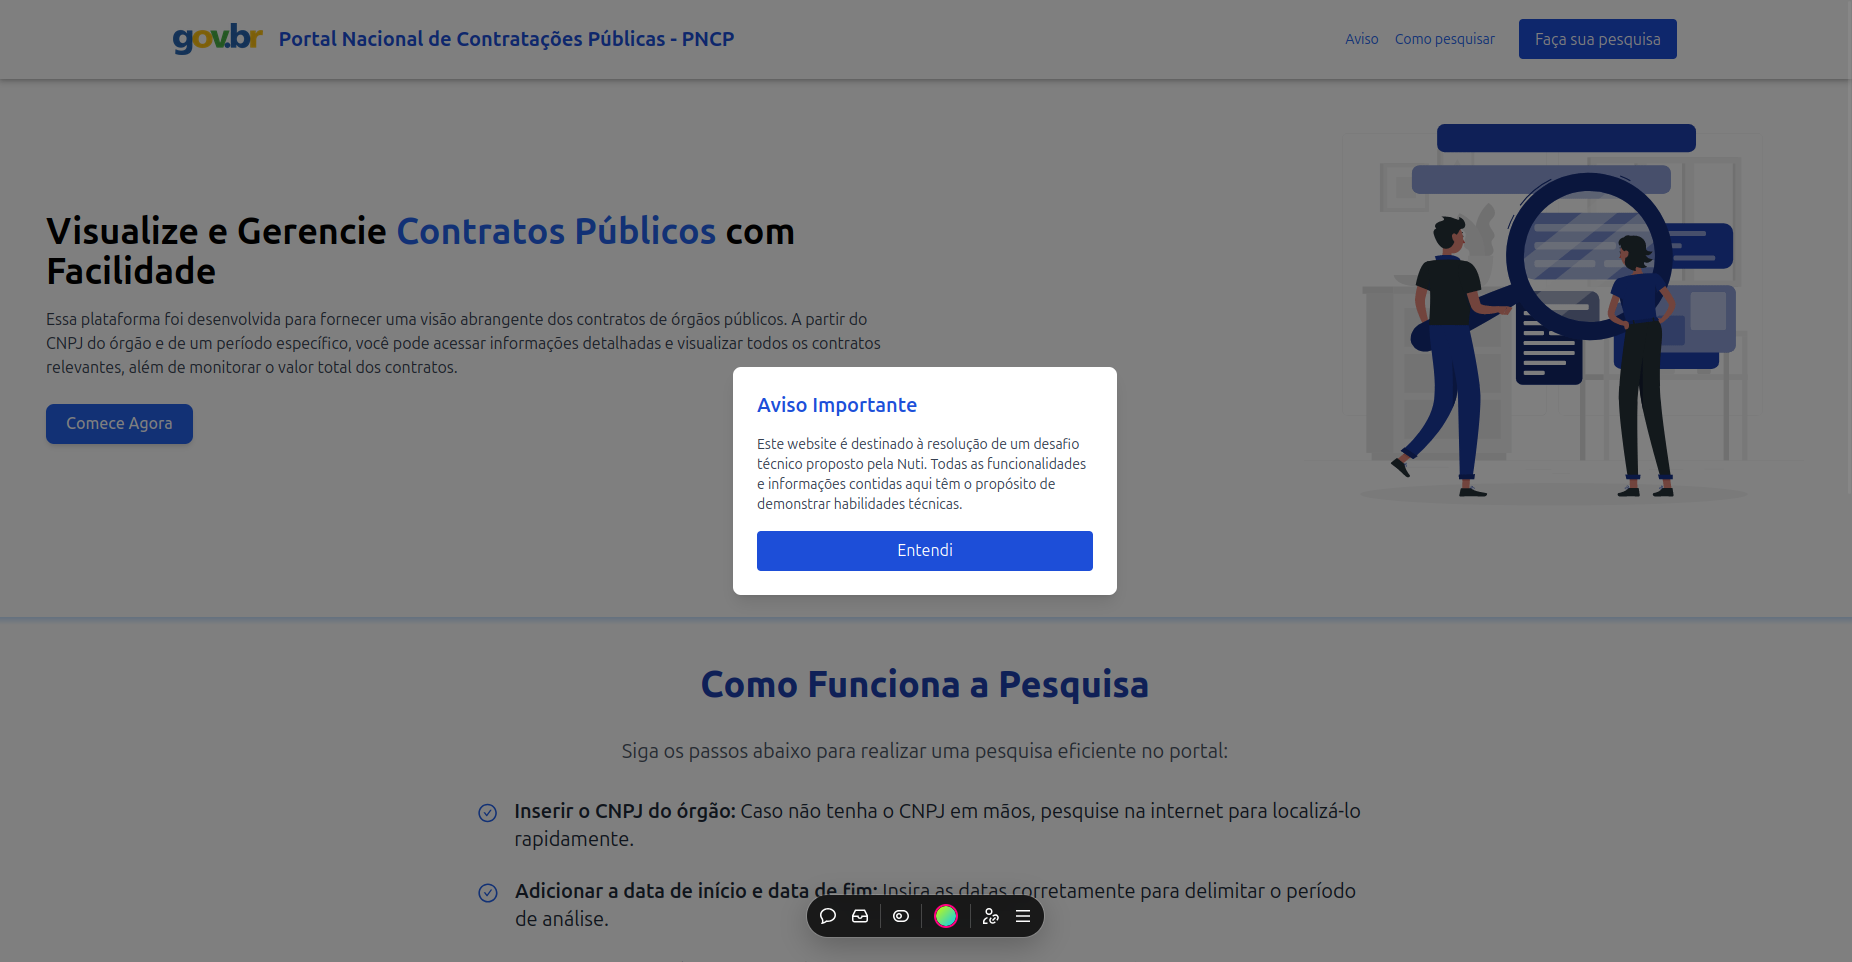 gov.br Portal Nacional de Contratações Públicas - PNCP
Aviso Como pesquisar Faça sua pesquisa
Visualize e Gerencie Contratos Públicos com
Facilidade
Essa plataforma foi desenvolvida para fornecer uma visão abrangente dos contratos de órgãos públicos. A partir do
CNPJ do órgão e de um período específico, você pode acessar informações detalhadas e visualizar todos os contratos
relevantes, além de monitorar o valor total dos contratos.
Comece Agora
Aviso Importante
Este website é destinado à resolução de um desafio
técnico proposto pela Nuti. Todas as funcionalidades
e informações contidas aqui têm o propósito de
demonstrar habilidades técnicas.
Entendi
Como Funciona a Pesquisa
Siga os passos abaixo para realizar uma pesquisa eficiente no portal:
Inserir o CNPJ do órgão: Caso não tenha o CNPJ em mãos, pesquise na internet para localizá-lo
rapidamente.
Adicionar a data de início e data de fim: Insira as datas corretamente para delimitar o período
de análise.